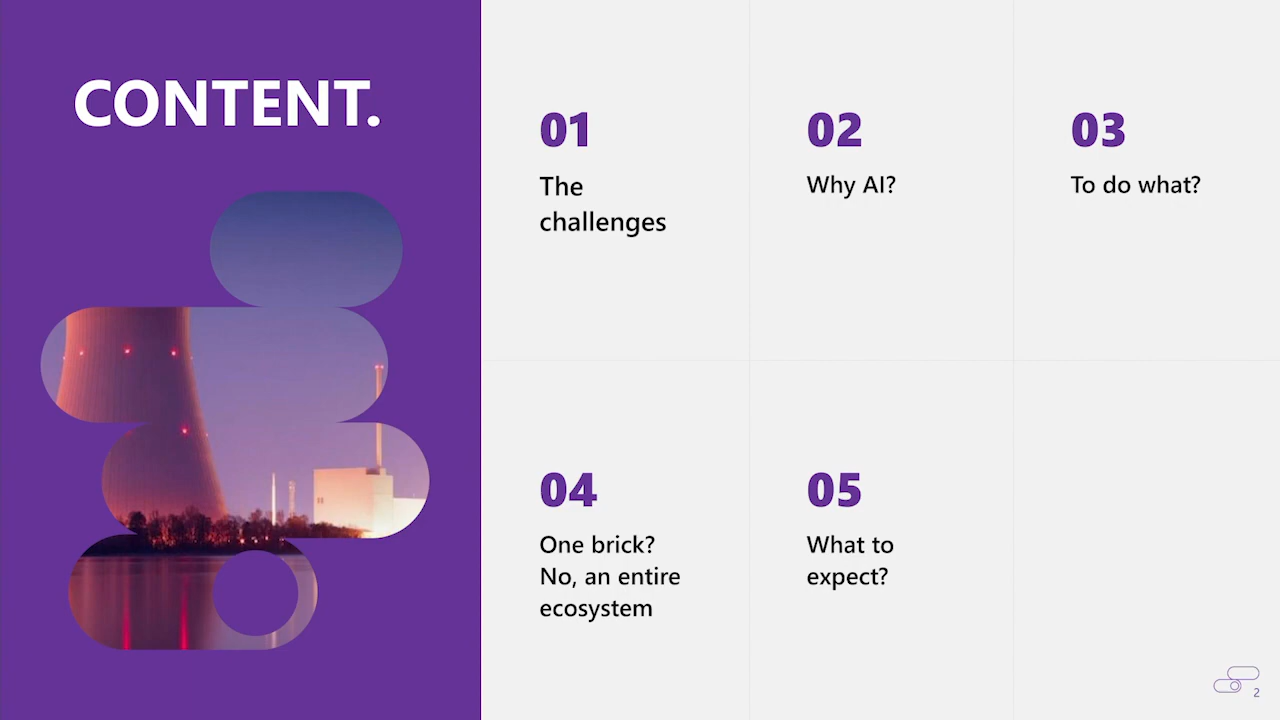 CONTENT.
01
The
challenges
02
Why AI?
03
To do what?
04
One brick?
No, an entire
ecosystem
05
What to
expect?
2